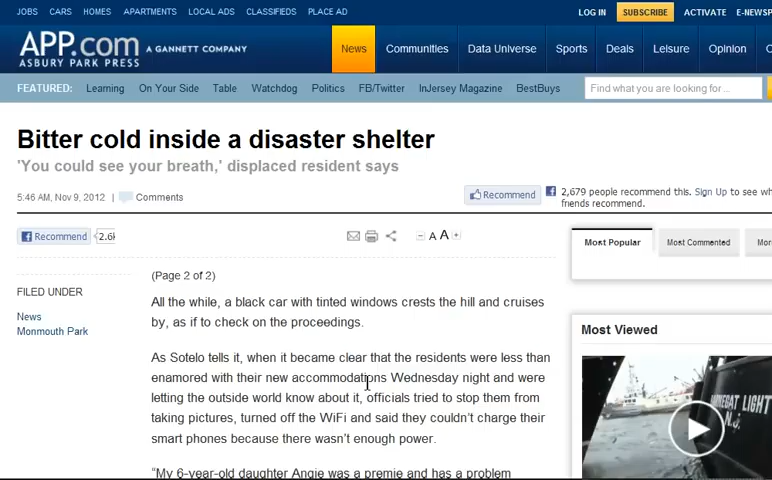 JOBS CARS HOMES APARTMENTS LOCAL ADS CLASSIFIEDS PLACE AD LOG IN SUBSCRIBE ACTIVATE E-NEWSP
APP.com A GANNETT COMPANY
ASBURY PARK PRESS
News Communities Data Universe Sports Deals Leisure Opinion
FEATURED: Learning On Your Side Table Watchdog Politics FB/Twitter InJersey Magazine BestBuys Find what you are looking for ...
Bitter cold inside a disaster shelter
'You could see your breath,' displaced resident says
5:46 AM, Nov 9, 2012 | Comments
Recommend 2,679 people recommend this. Sign Up to see wh
friends recommend.
Recommend 2.6k
− A A +
Most Popular Most Commented Mor
(Page 2 of 2)
FILED UNDER
News
Monmouth Park
All the while, a black car with tinted windows crests the hill and cruises
by, as if to check on the proceedings.
As Sotelo tells it, when it became clear that the residents were less than
enamored with their new accommodations Wednesday night and were
letting the outside world know about it, officials tried to stop them from
taking pictures, turned off the WiFi and said they couldn't charge their
smart phones because there wasn't enough power.
“My 6-year-old daughter Angie was a premie and has a problem
Most Viewed
BARNEGAT LIGHT
N.J.